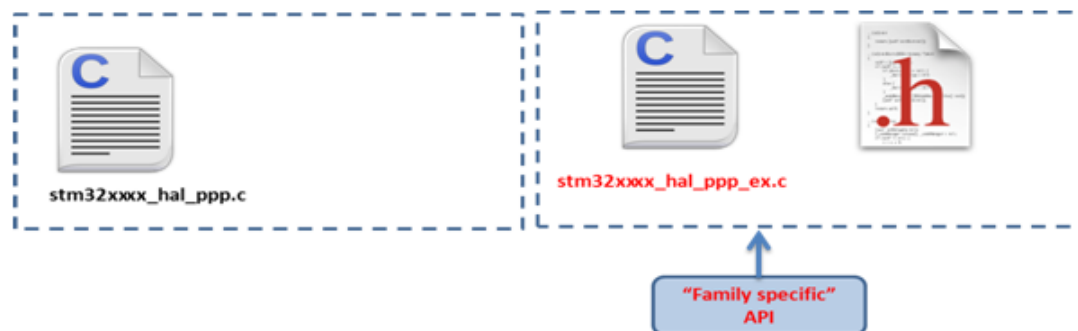 C
C
.h
stm32xxxx_hal_ppp.c
stm32xxxx_hal_ppp_ex.c
"Family specific"
API